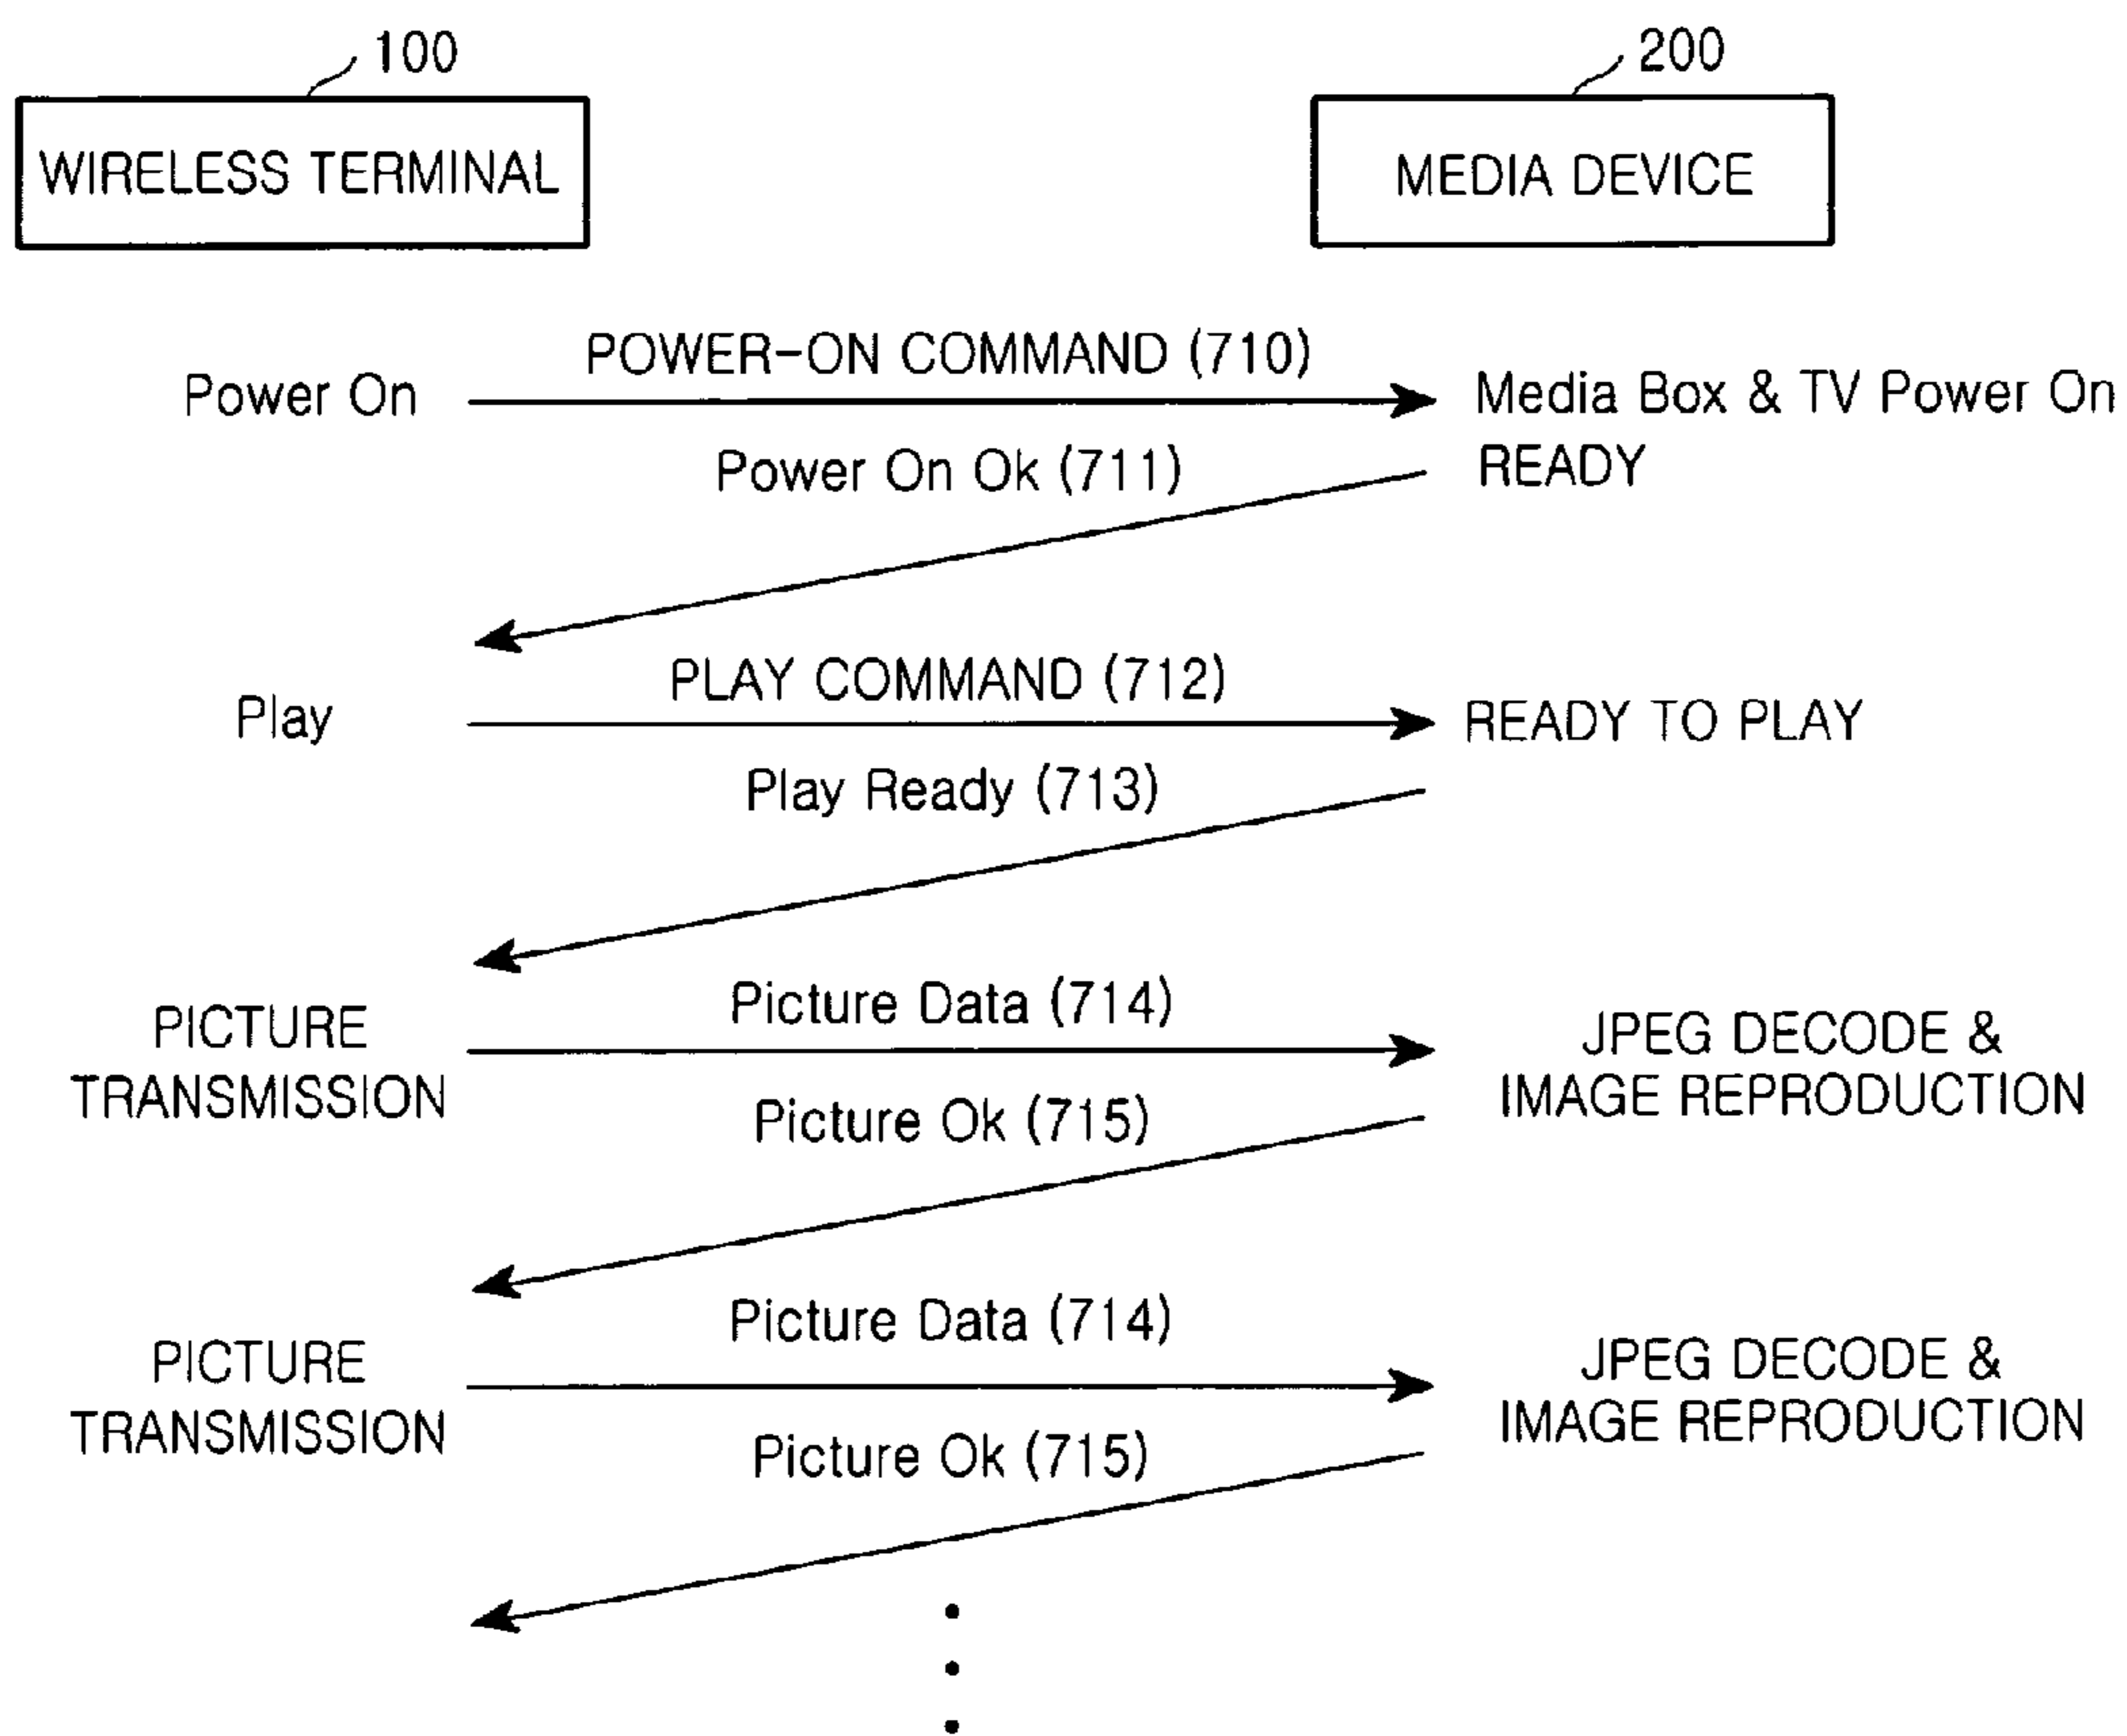 100
200
WIRELESS TERMINAL
MEDIA DEVICE
POWER-ON COMMAND (710)
Power On
Media Box & TV Power On
Power On Ok (711)
READY
PLAY COMMAND (712)
Play
READY TO PLAY
Play Ready (713)
Picture Data (714)
PICTURE
TRANSMISSION
JPEG DECODE &
IMAGE REPRODUCTION
Picture Ok (715)
Picture Data (714)
PICTURE
TRANSMISSION
JPEG DECODE &
IMAGE REPRODUCTION
Picture Ok (715)